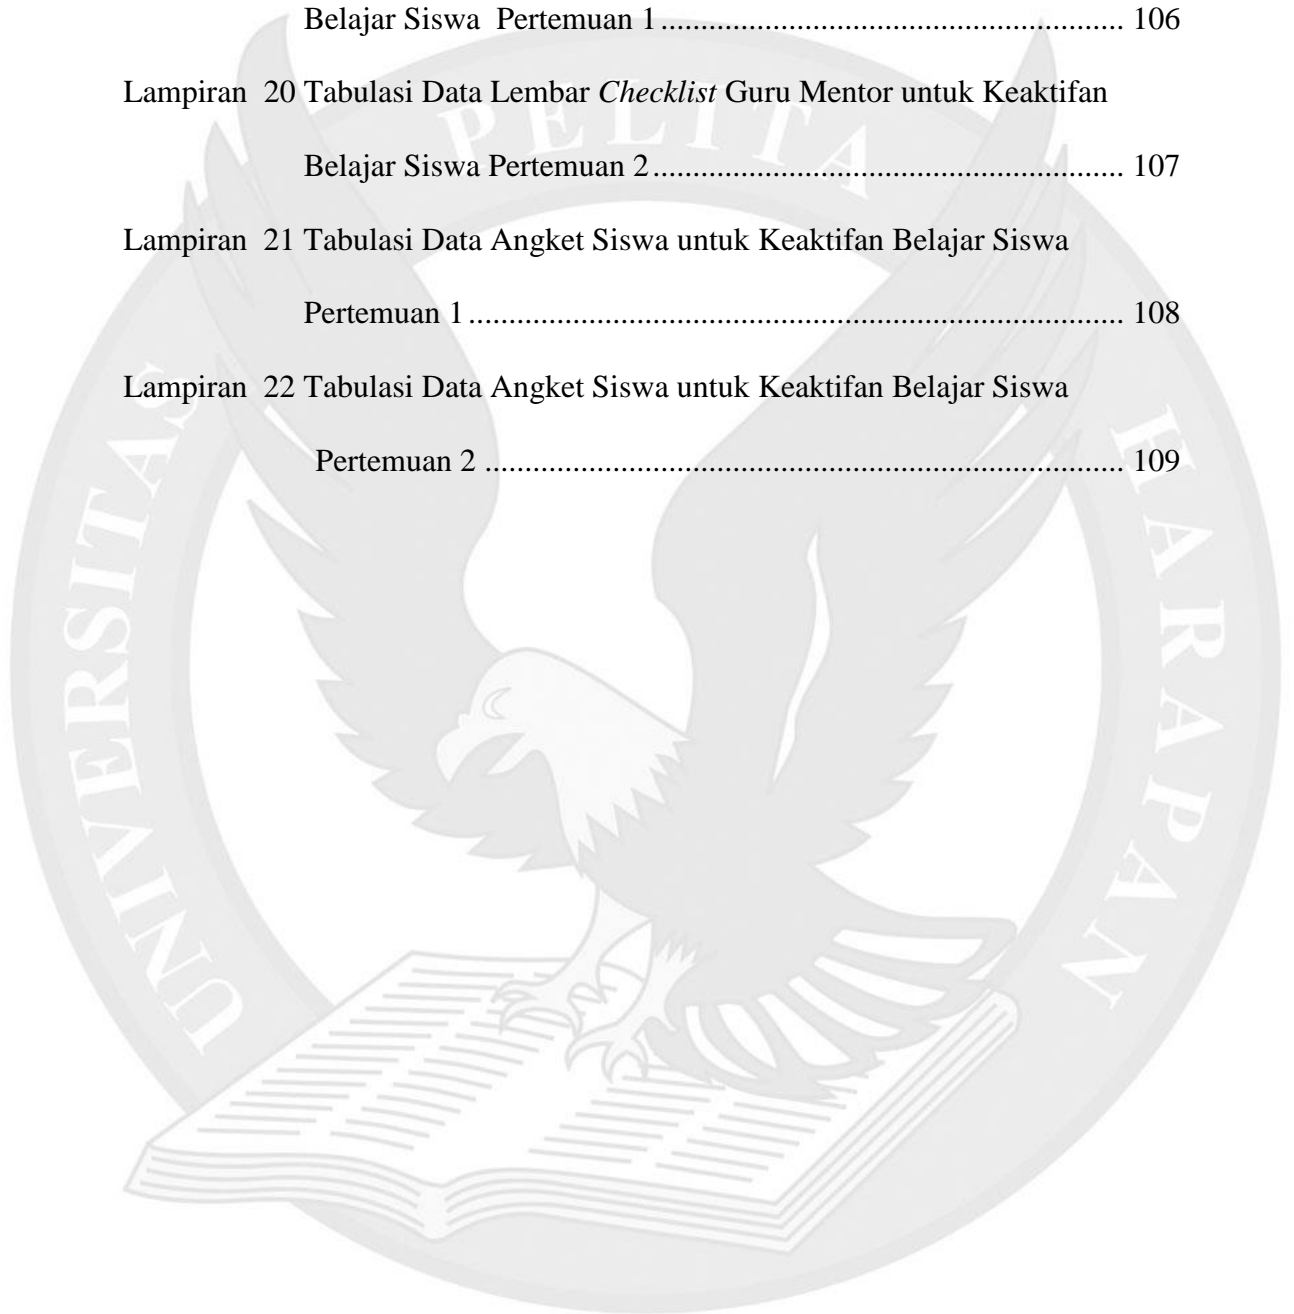 Belajar Siswa  Pertemuan 1.......................................................... 106
Lampiran  20 Tabulasi Data Lembar Checklist Guru Mentor untuk Keaktifan
Belajar Siswa Pertemuan 2........................................................... 107
Lampiran  21 Tabulasi Data Angket Siswa untuk Keaktifan Belajar Siswa
Pertemuan 1.................................................................................. 108
Lampiran  22 Tabulasi Data Angket Siswa untuk Keaktifan Belajar Siswa
Pertemuan 2 ................................................................................ 109
UNIVERSITAS
PELITA
HARAPAN